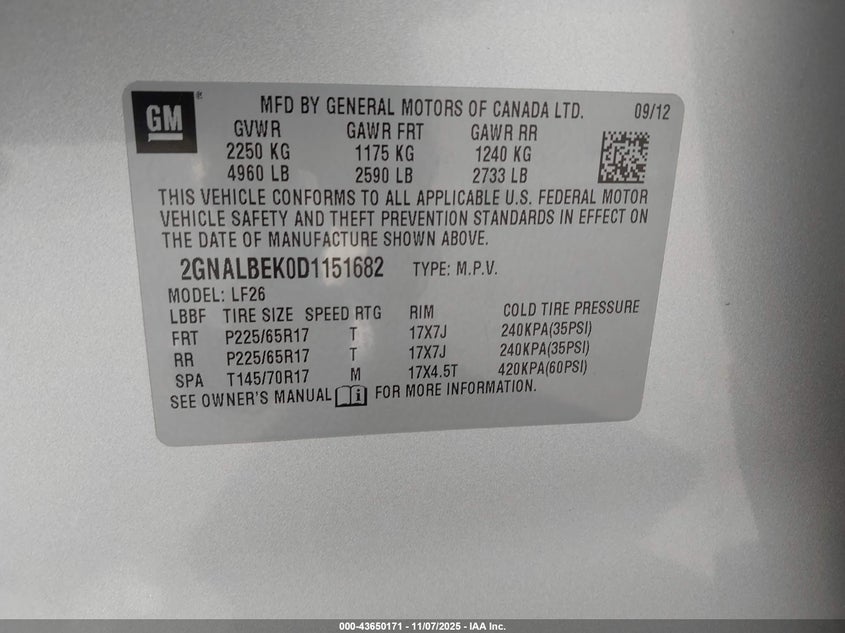 GM ® MFD BY GENERAL MOTORS OF CANADA LTD. 09/12
GVWR GAWR FRT GAWR RR
2250 KG 1175 KG 1240 KG
4960 LB 2590 LB 2733 LB
THIS VEHICLE CONFORMS TO ALL APPLICABLE U.S. FEDERAL MOTOR
VEHICLE SAFETY AND THEFT PREVENTION STANDARDS IN EFFECT ON
THE DATE OF MANUFACTURE SHOWN ABOVE.
2GNALBEK0D1151682 TYPE: M.P.V.
MODEL: LF26
LBBF TIRE SIZE SPEED RTG RIM COLD TIRE PRESSURE
FRT P225/65R17 T 17X7J 240KPA(35PSI)
RR P225/65R17 T 17X7J 240KPA(35PSI)
SPA T145/70R17 M 17X4.5T 420KPA(60PSI)
SEE OWNER'S MANUAL i FOR MORE INFORMATION.
000-43650171 - 11/07/2025 - IAA Inc.